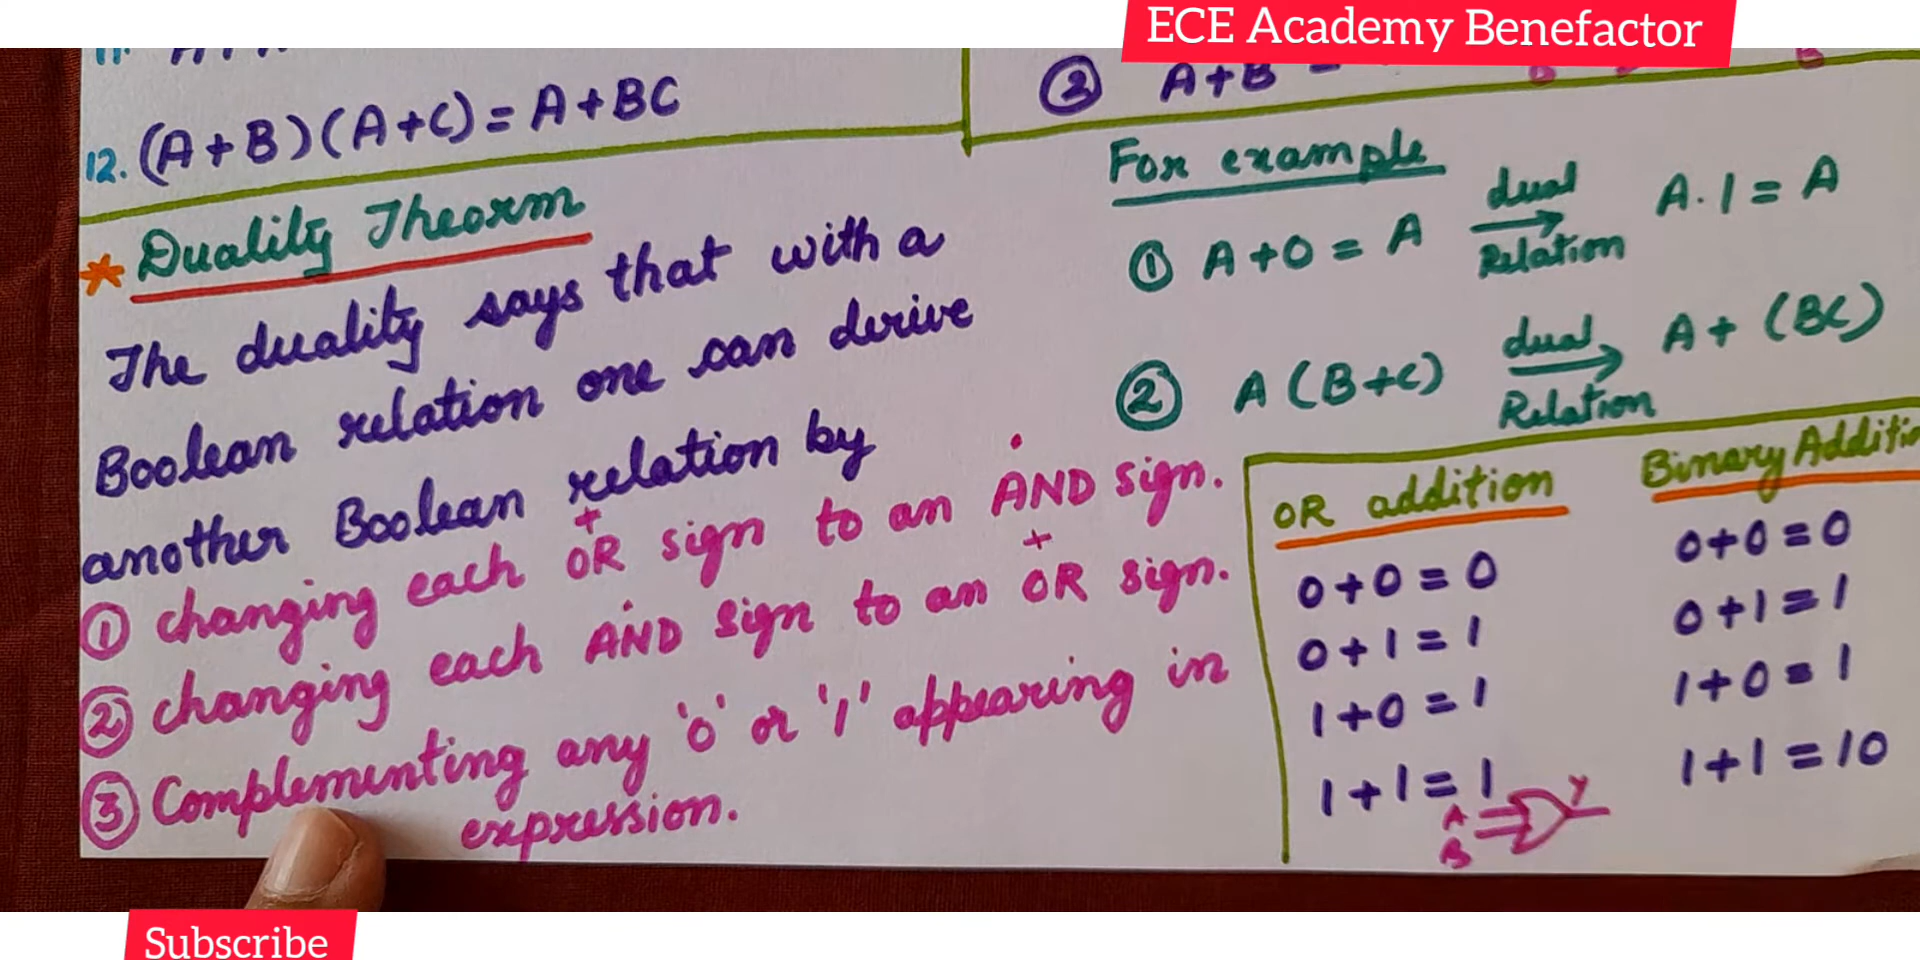 ECE Academy Benefactor
12. (A+B)(A+C) = A+BC
* Duality Theorm
The duality says that with a
Boolean relation one can derive
another Boolean relation by
① changing each OR sign to an AND sign.
+ .
② changing each AND sign to an OR sign.
. +
③ Complementing any '0' or '1' appearing in
expression.
② A+B =
For example
① A+0 = A dual Relation → A.1 = A
② A(B+C) dual Relation → A+(BC)
OR addition
0+0=0
0+1=1
1+0=1
1+1=1
A
B
Y
Binary Additi
0+0=0
0+1=1
1+0=1
1+1=10
Subscribe